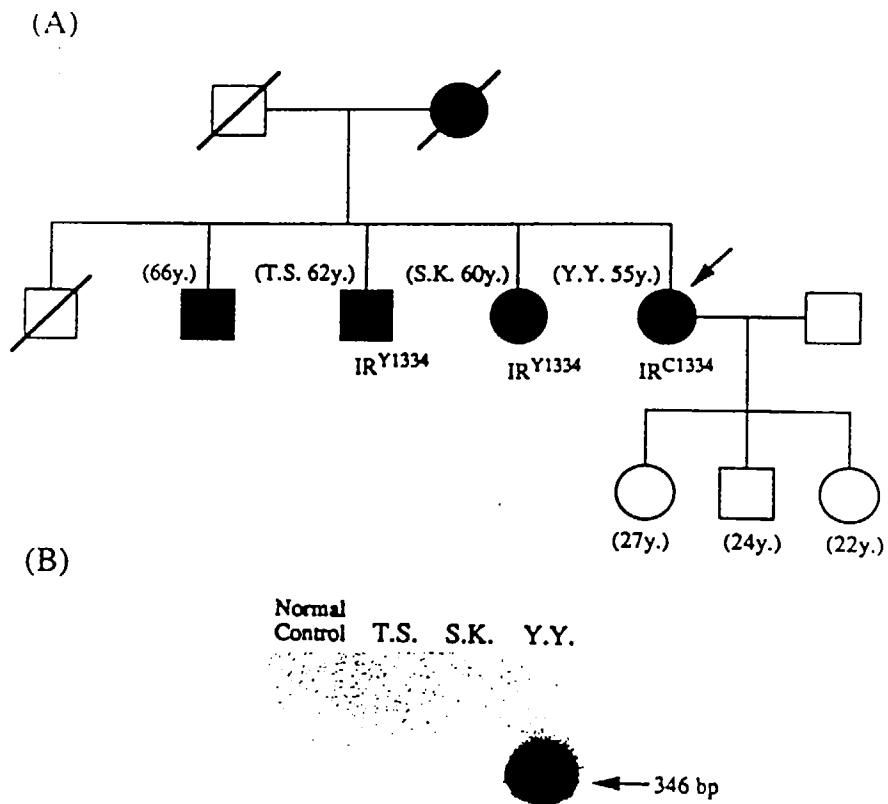 (A)
(66y.) (T.S. 62y.) (S.K. 60y.) (Y.Y. 55y.)
IR^Y1334 IR^Y1334 IR^C1334
(27y.) (24y.) (22y.)
(B)
Normal
Control T.S. S.K. Y.Y.
346 bp